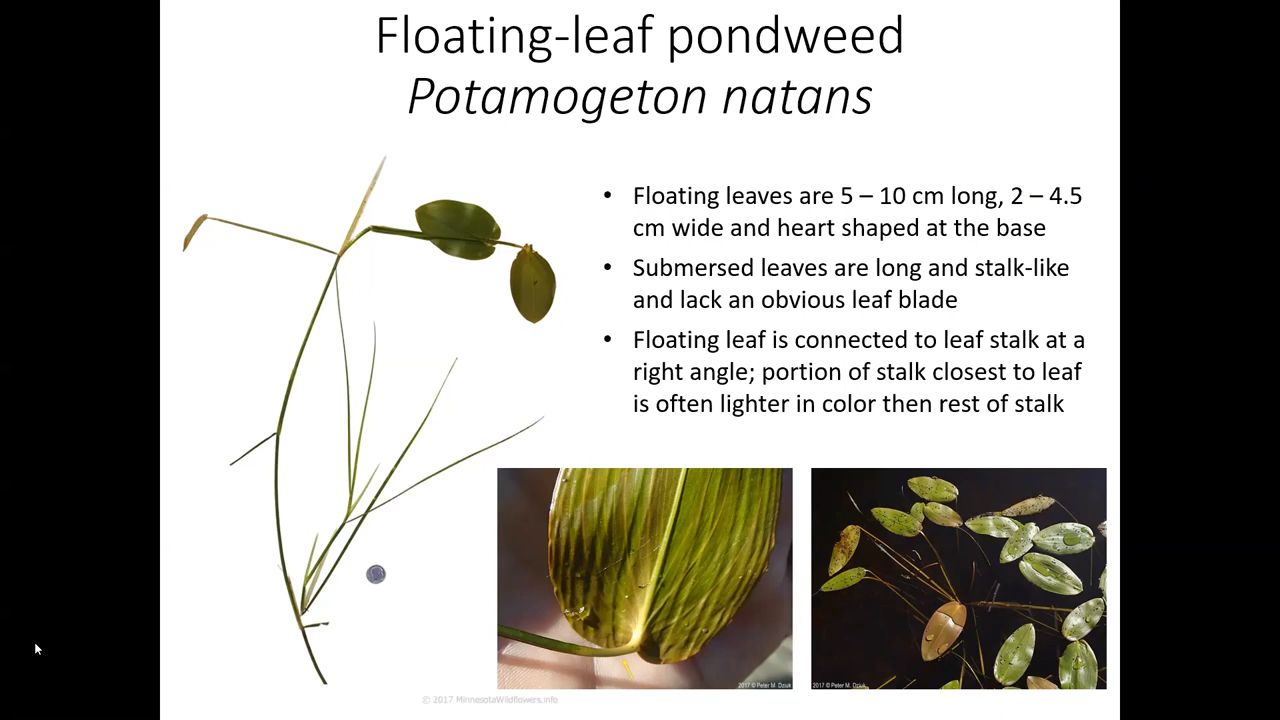 Floating-leaf pondweed
Potamogeton natans
• Floating leaves are 5 – 10 cm long, 2 – 4.5
cm wide and heart shaped at the base
• Submersed leaves are long and stalk-like
and lack an obvious leaf blade
• Floating leaf is connected to leaf stalk at a
right angle; portion of stalk closest to leaf
is often lighter in color then rest of stalk
2017 © Peter M. Dziuk
2017 © Peter M. Dziuk
© 2017 MinnesotaWildflowers.info